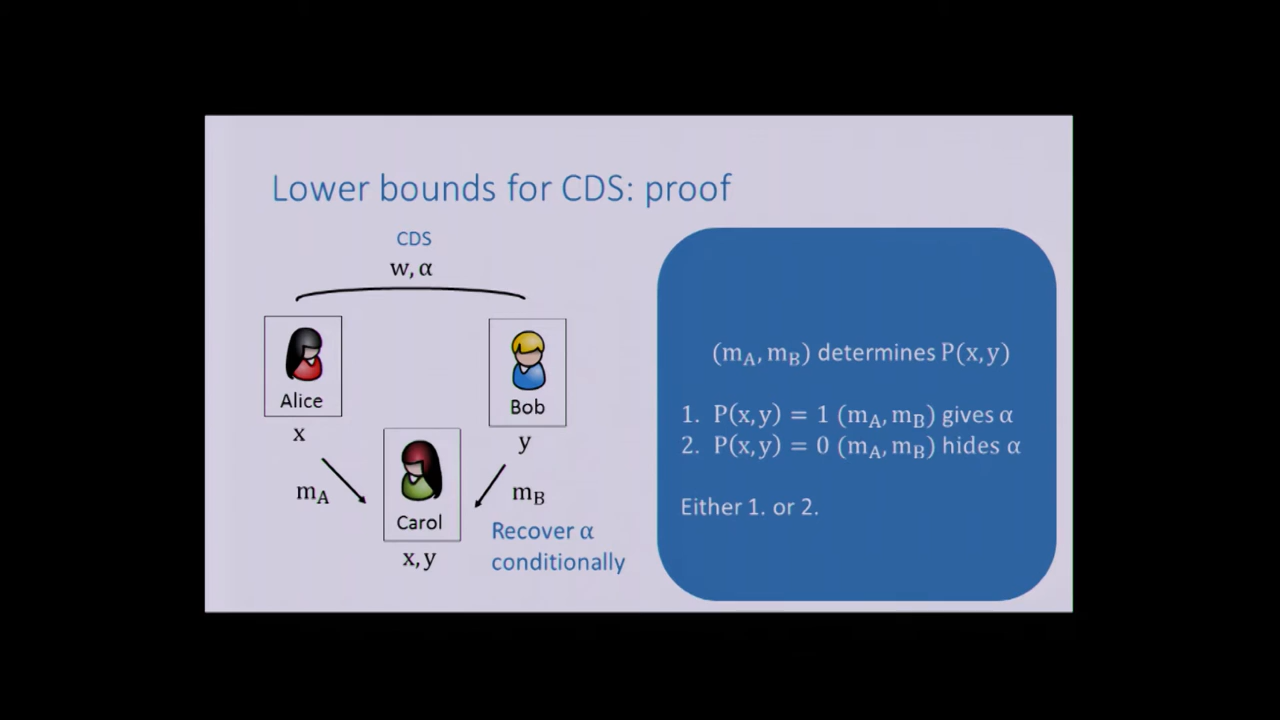 Lower bounds for CDS: proof
CDS
w, α
Alice
Bob
x
y
m_A
m_B
Carol
x, y
Recover α
conditionally
(m_A, m_B) determines P(x, y)
1. P(x, y) = 1 (m_A, m_B) gives α
2. P(x, y) = 0 (m_A, m_B) hides α
Either 1. or 2.